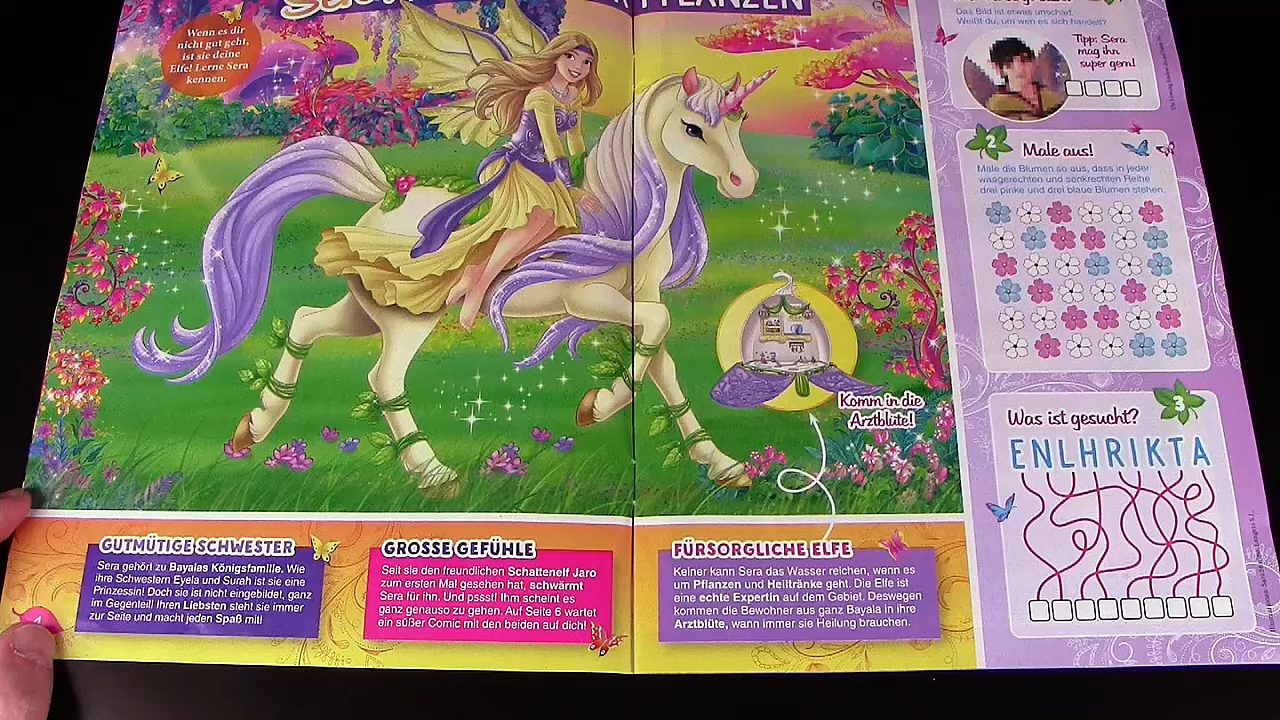 PFLANZEN
Wenn es dir
nicht gut geht,
ist sie deine
Elfe! Lerne Sera
kennen.
Das Bild ist etwas unscharf.
Weißt du, um wen es sich handelt?
Tipp: Sera
mag ihn
super gern!
2
Male aus!
Male die Blumen so aus, dass in jeder
waagerechten und senkrechten Reihe
drei pinke und drei blaue Blumen stehen.
Komm in die
Arztblüte!
3
Was ist gesucht?
ENLHRIKTA
GUTMÜTIGE SCHWESTER
Sera gehört zu Bayalas Königsfamilie. Wie
ihre Schwestern Eyela und Surah ist sie eine
Prinzessin! Doch sie ist nicht eingebildet, ganz
im Gegenteil! Ihren Liebsten steht sie immer
zur Seite und macht jeden Spaß mit!
GROSSE GEFÜHLE
Seit sie den freundlichen Schattenelf Jaro
zum ersten Mal gesehen hat, schwärmt
Sera für ihn. Und pssst! Ihm scheint es
ganz genauso zu gehen. Auf Seite 6 wartet
ein süßer Comic mit den beiden auf dich!
FÜRSORGLICHE ELFE
Keiner kann Sera das Wasser reichen, wenn es
um Pflanzen und Heiltränke geht. Die Elfe ist
eine echte Expertin auf dem Gebiet. Deswegen
kommen die Bewohner aus ganz Bayala in ihre
Arztblüte, wann immer sie Heilung brauchen.
4